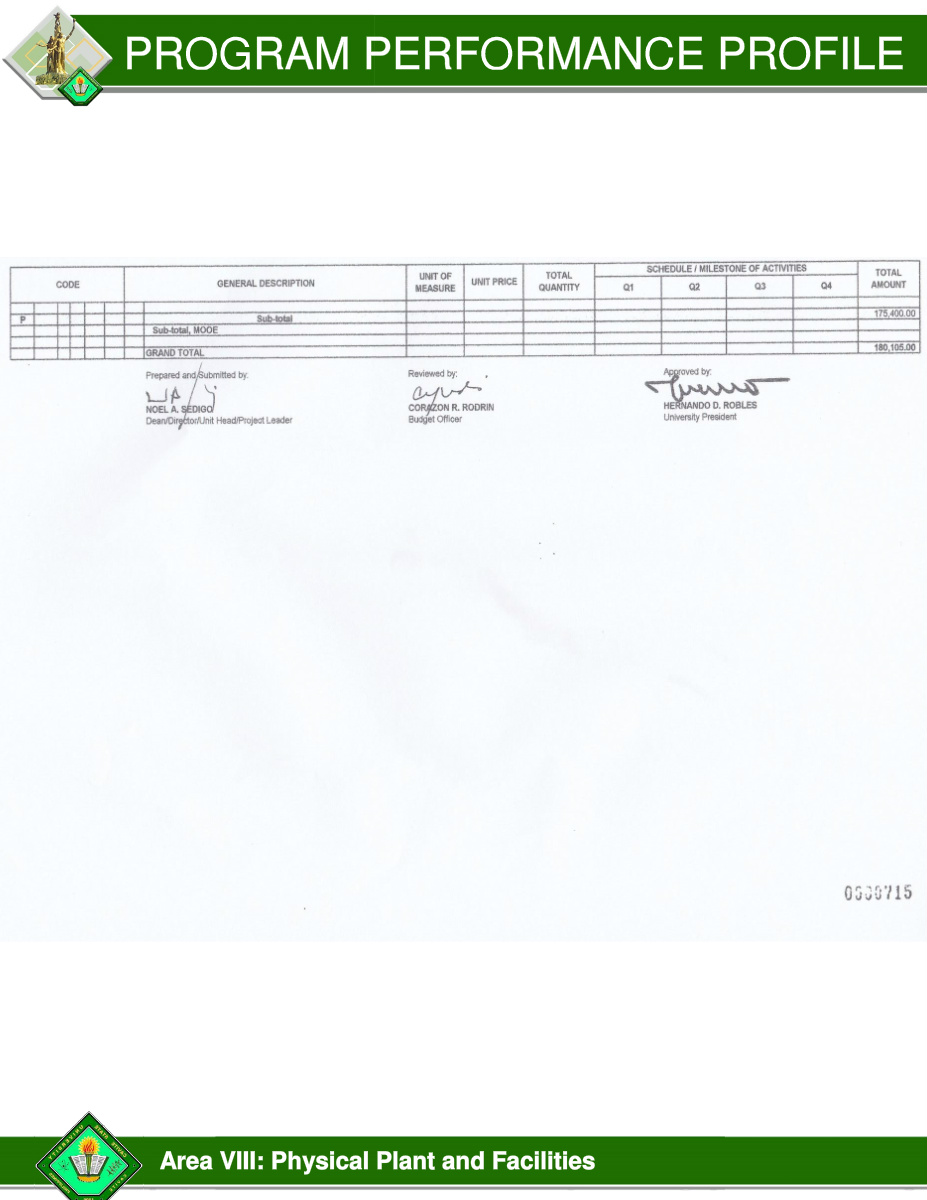 PROGRAM PERFORMANCE PROFILE
CODE GENERAL DESCRIPTION UNIT OF MEASURE UNIT PRICE TOTAL QUANTITY SCHEDULE / MILESTONE OF ACTIVITIES TOTAL AMOUNT
Q1 Q2 Q3 Q4
P Sub-total 175,400.00
Sub-total, MOOE
GRAND TOTAL 180,105.00
Prepared and Submitted by: Reviewed by: Approved by:
NOEL A. SEDIGO CORAZON R. RODRIN HERNANDO D. ROBLES
Dean/Director/Unit Head/Project Leader Budget Officer University President
Area VIII: Physical Plant and Facilities